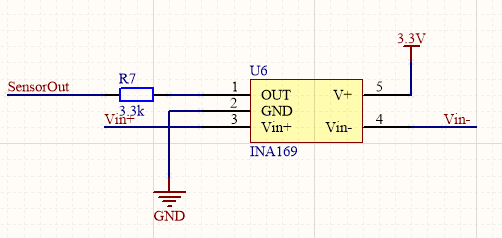 3.3V
R7
U6
SensorOut
1 OUT V+ 5
3.3k
2 GND
Vin+ 3 Vin+ Vin- 4 Vin-
INA169
GND